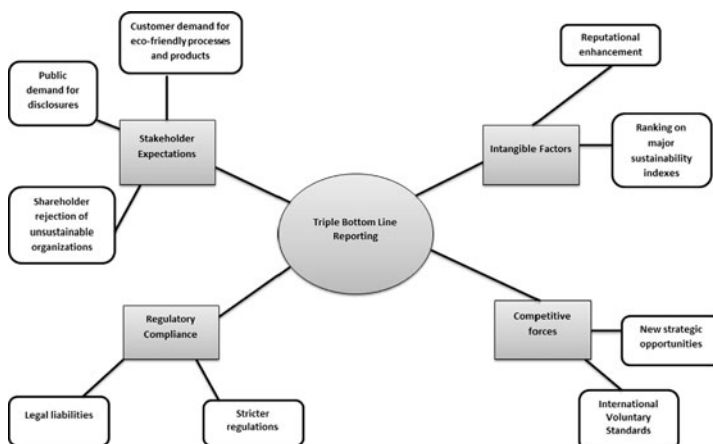 Customer demand for
eco-friendly processes
and products
Public
demand for
disclosures
Stakeholder
Expectations
Shareholder
rejection of
unsustainable
organizations
Reputational
enhancement
Intangible Factors
Ranking on
major
sustainability
indexes
Triple Bottom Line
Reporting
Regulatory
Compliance
Legal liabilities
Stricter
regulations
Competitive
forces
New strategic
opportunities
International
Voluntary
Standards